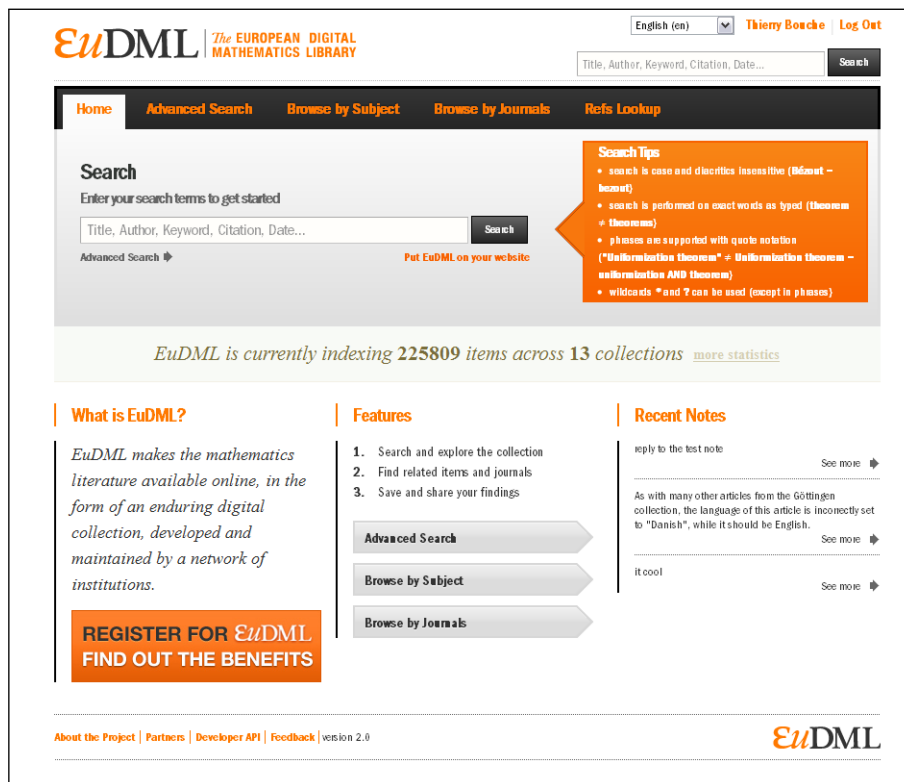 English (en)
Thierry Bouche | Log Out
EuDML | The EUROPEAN DIGITAL
MATHEMATICS LIBRARY
Title, Author, Keyword, Citation, Date...
Search
Home
Advanced Search
Browse by Subject
Browse by Journals
Refs Lookup
Search
Enter your search terms to get started
Title, Author, Keyword, Citation, Date...
Search
Advanced Search
Put EuDML on your website
Search Tips
• search is case and diacritics insensitive (Bézout =
bezout)
• search is performed on exact words as typed (theorem
≠ theorems)
• phrases are supported with quote notation
("Uniformization theorem" ≠ Uniformization theorem =
uniformization AND theorem)
• wildcards * and ? can be used (except in phrases)
EuDML is currently indexing 225809 items across 13 collections more statistics
What is EuDML?
EuDML makes the mathematics
literature available online, in the
form of an enduring digital
collection, developed and
maintained by a network of
institutions.
REGISTER FOR EuDML
FIND OUT THE BENEFITS
Features
1. Search and explore the collection
2. Find related items and journals
3. Save and share your findings
Advanced Search
Browse by Subject
Browse by Journals
Recent Notes
reply to the test note
See more
As with many other articles from the Göttingen
collection, the language of this article is incorrectly set
to "Danish", while it should be English.
See more
it cool
See more
About the Project | Partners | Developer API | Feedback | version 2.0
EuDML